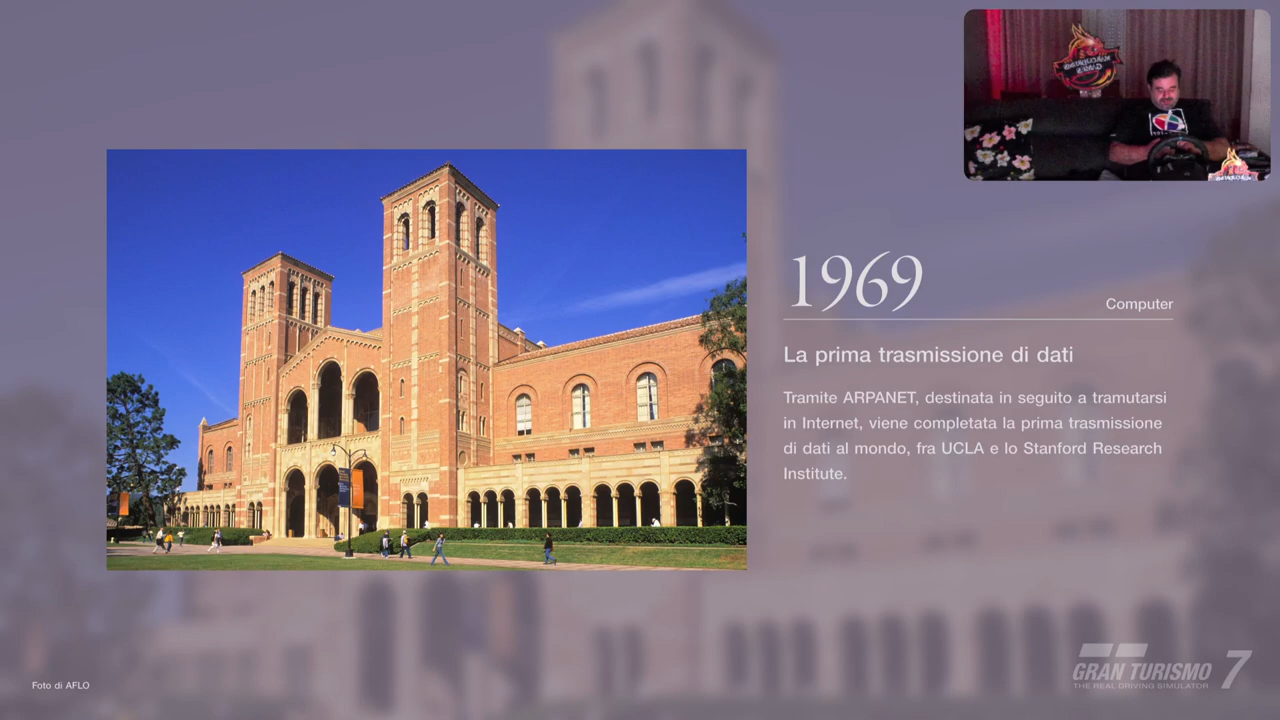 1969
Computer
La prima trasmissione di dati
Tramite ARPANET, destinata in seguito a tramutarsi
in Internet, viene completata la prima trasmissione
di dati al mondo, fra UCLA e lo Stanford Research
Institute.
Foto di AFLO
GRAN TURISMO 7
THE REAL DRIVING SIMULATOR